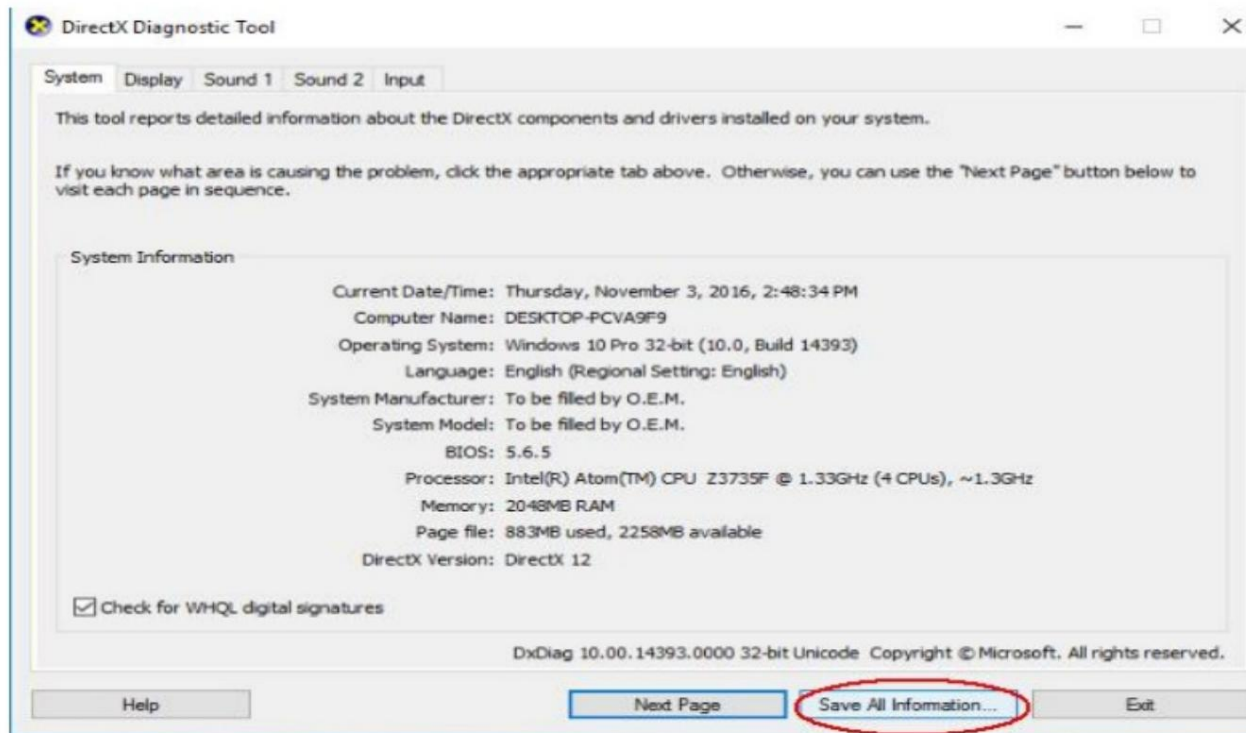 DirectX Diagnostic Tool
System Display Sound 1 Sound 2 Input
This tool reports detailed information about the DirectX components and drivers installed on your system.
If you know what area is causing the problem, click the appropriate tab above. Otherwise, you can use the "Next Page" button below to
visit each page in sequence.
System Information
Current Date/Time: Thursday, November 3, 2016, 2:48:34 PM
Computer Name: DESKTOP-PCVA9F9
Operating System: Windows 10 Pro 32-bit (10.0, Build 14393)
Language: English (Regional Setting: English)
System Manufacturer: To be filled by O.E.M.
System Model: To be filled by O.E.M.
BIOS: 5.6.5
Processor: Intel(R) Atom(TM) CPU Z3735F @ 1.33GHz (4 CPUs), ~1.3GHz
Memory: 2048MB RAM
Page file: 883MB used, 2258MB available
DirectX Version: DirectX 12
Check for WHQL digital signatures
DxDiag 10.00.14393.0000 32-bit Unicode Copyright © Microsoft. All rights reserved.
Help Next Page Save All Information... Exit